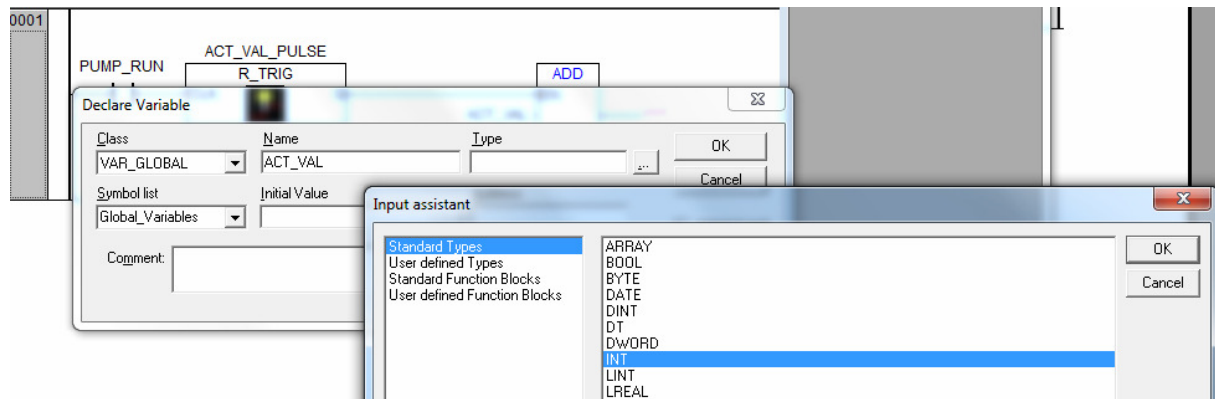 0001
ACT_VAL_PULSE
PUMP_RUN
R_TRIG
ADD
Declare Variable
Class
Name
Type
VAR_GLOBAL
ACT_VAL
...
OK
Cancel
Symbol list
Initial Value
Global_Variables
Comment:
Input assistant
Standard Types
User defined Types
Standard Function Blocks
User defined Function Blocks
ARRAY
BOOL
BYTE
DATE
DINT
DT
DWORD
INT
LINT
LREAL
OK
Cancel